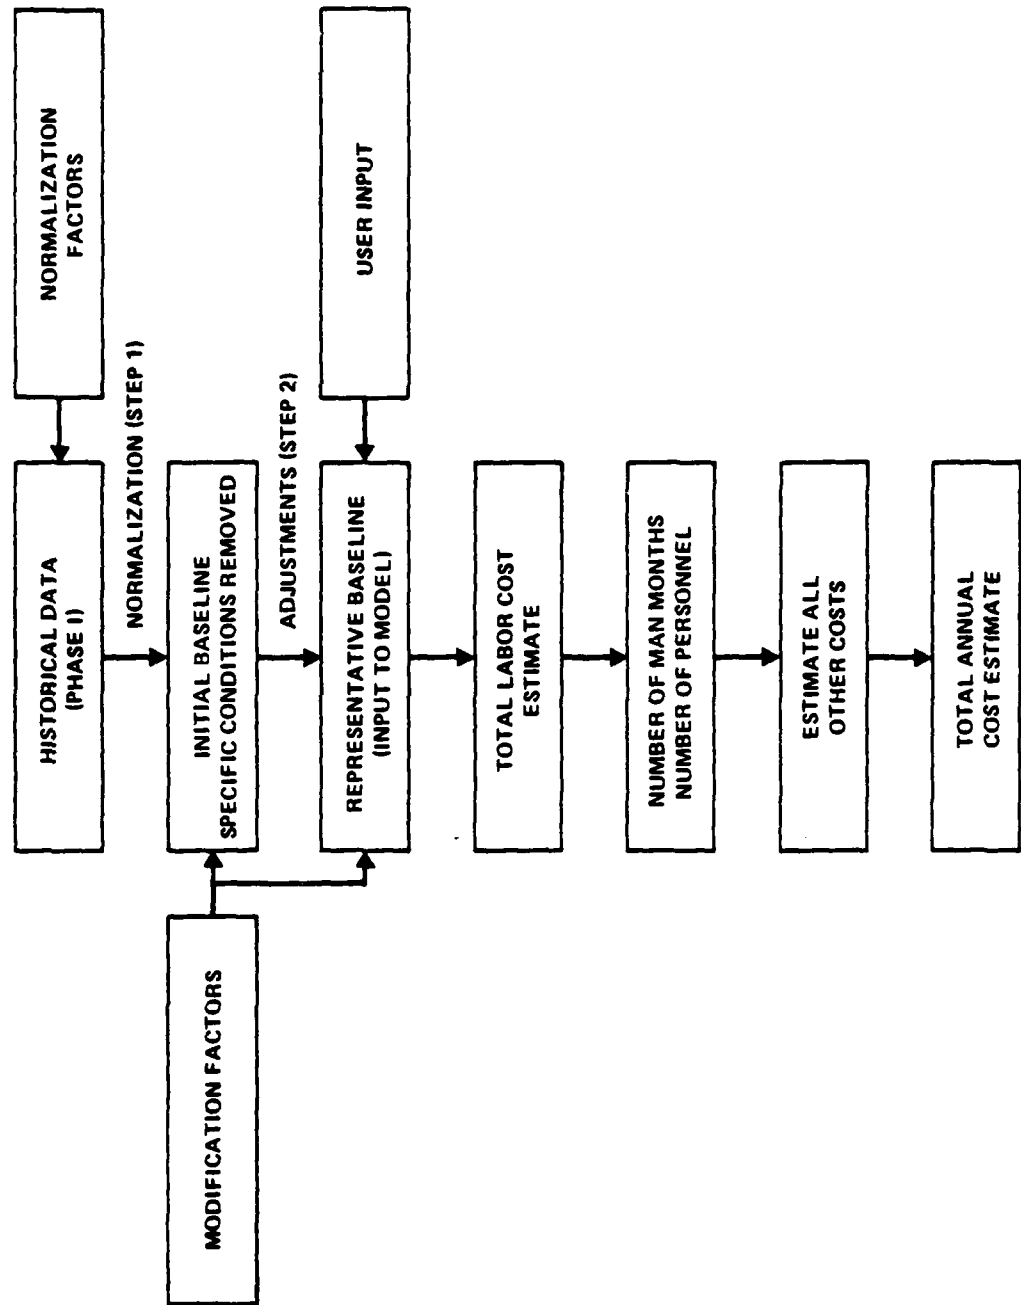 NORMALIZATION
FACTORS
HISTORICAL DATA
(PHASE I)
NORMALIZATION (STEP 1)
MODIFICATION FACTORS
INITIAL BASELINE
SPECIFIC CONDITIONS REMOVED
ADJUSTMENTS (STEP 2)
USER INPUT
REPRESENTATIVE BASELINE
(INPUT TO MODEL)
TOTAL LABOR COST
ESTIMATE
NUMBER OF MAN MONTHS
NUMBER OF PERSONNEL
ESTIMATE ALL
OTHER COSTS
TOTAL ANNUAL
COST ESTIMATE